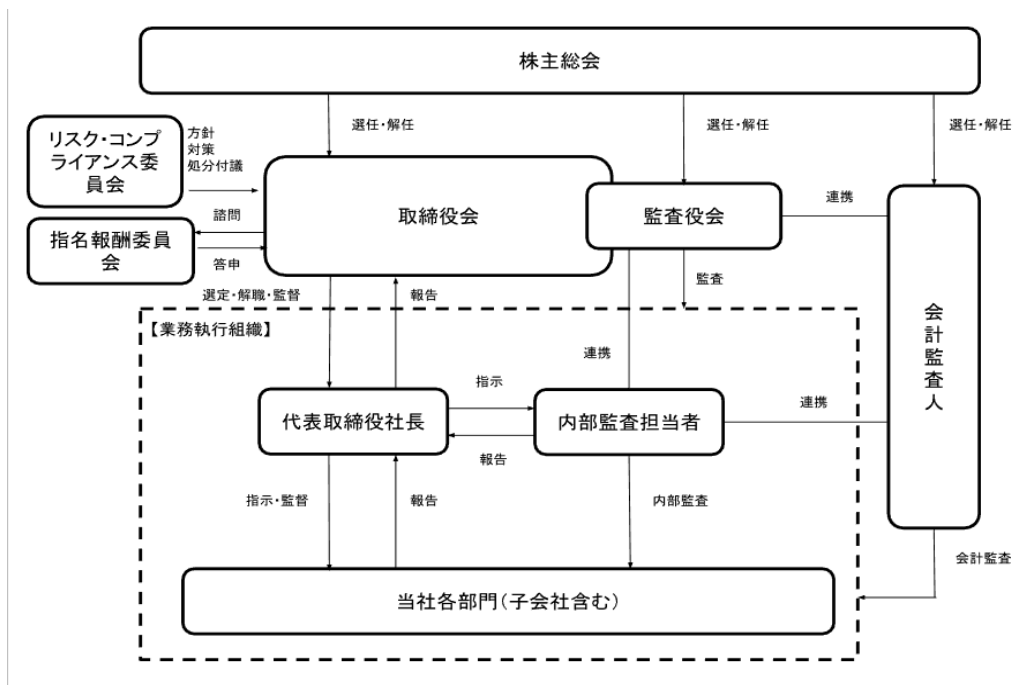 株主総会
選任・解任
選任・解任
選任・解任
リスク・コンプ
ライアンス委
員会
方針
対策
処分付議
取締役会
監査役会
連携
諮問
指名報酬委員
会
答申
選定・解職・監督
報告
監査
【業務執行組織】
会計監査人
連携
指示
代表取締役社長
内部監査担当者
連携
報告
指示・監督
報告
内部監査
会計監査
当社各部門（子会社含む）